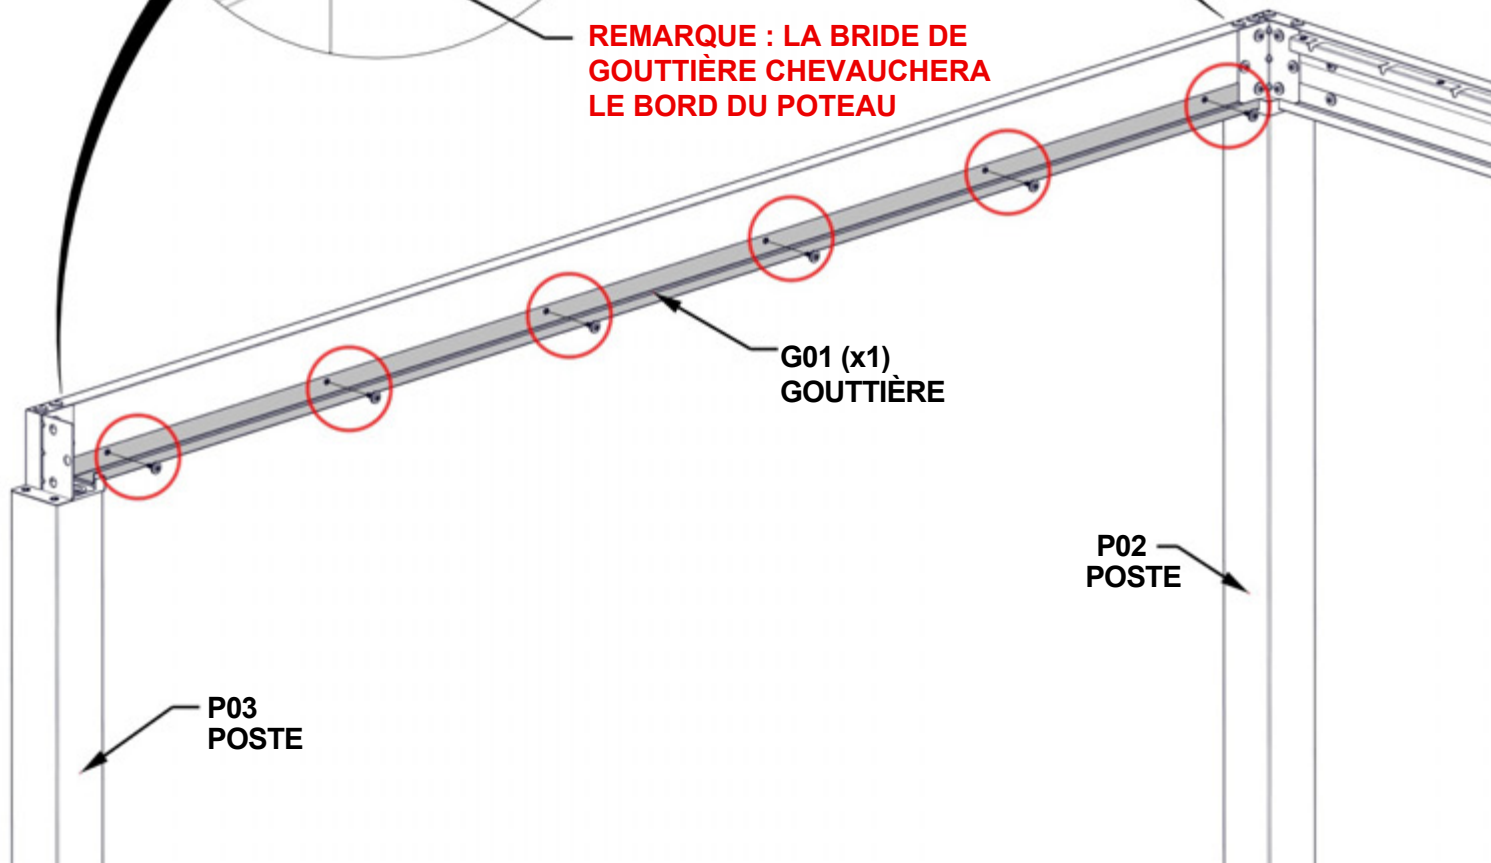 REMARQUE : LA BRIDE DE
GOUTTIÈRE CHEVAUCHERA
LE BORD DU POTEAU
G01 (x1)
GOUTTIÈRE
P02
POSTE
P03
POSTE